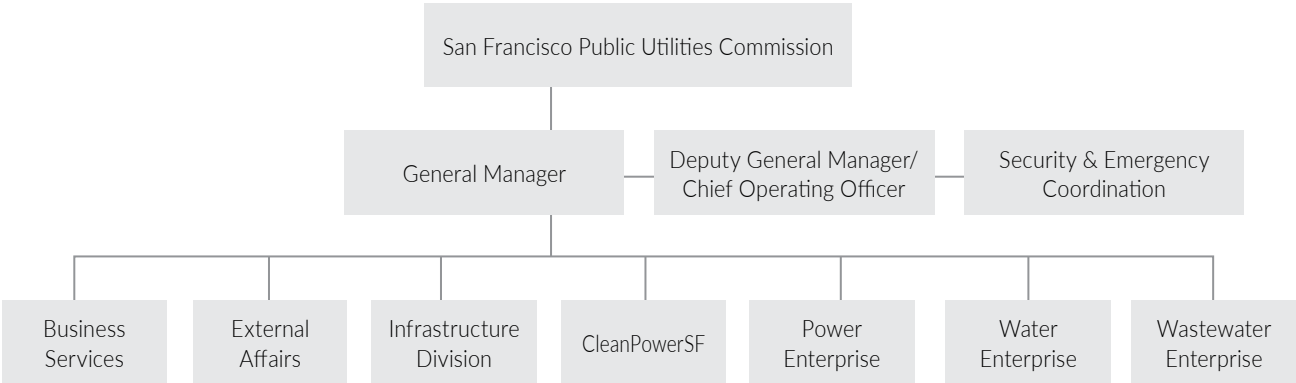 San Francisco Public Utilities Commission
General Manager
Deputy General Manager/
Chief Operating Officer
Security & Emergency
Coordination
Business
Services
External
Affairs
Infrastructure
Division
CleanPowerSF
Power
Enterprise
Water
Enterprise
Wastewater
Enterprise